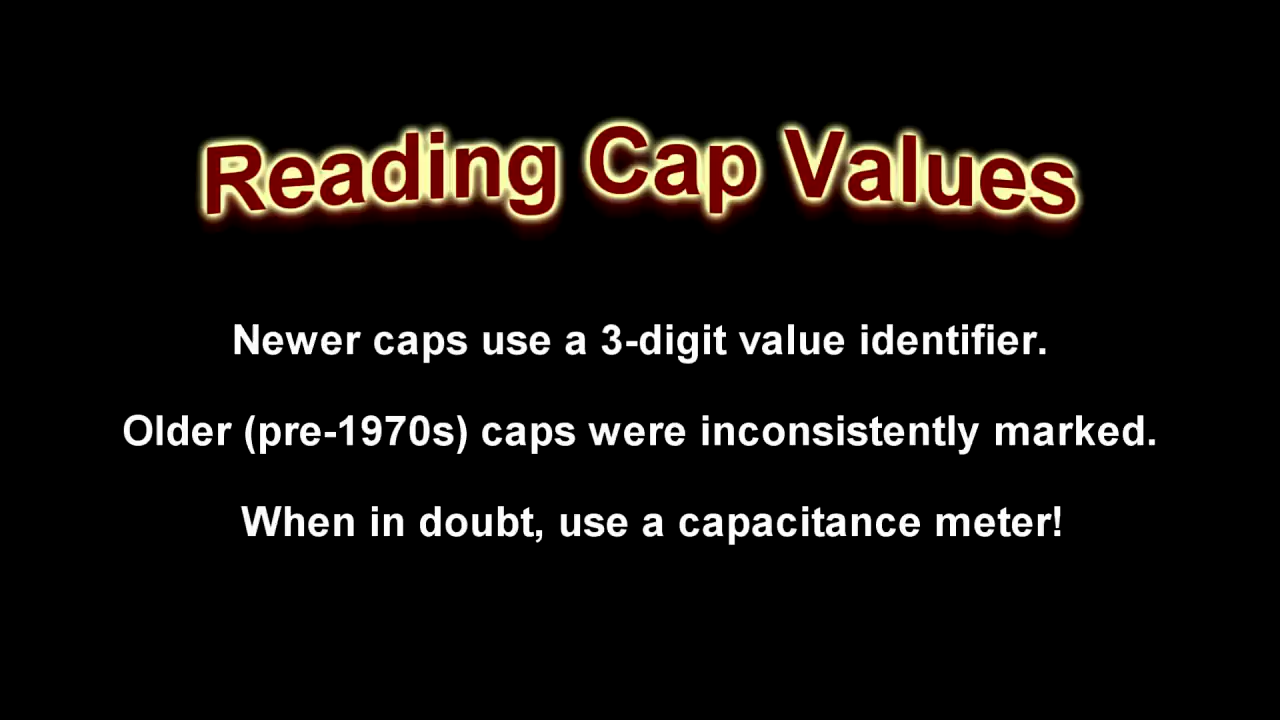 Reading Cap Values
Newer caps use a 3-digit value identifier.
Older (pre-1970s) caps were inconsistently marked.
When in doubt, use a capacitance meter!